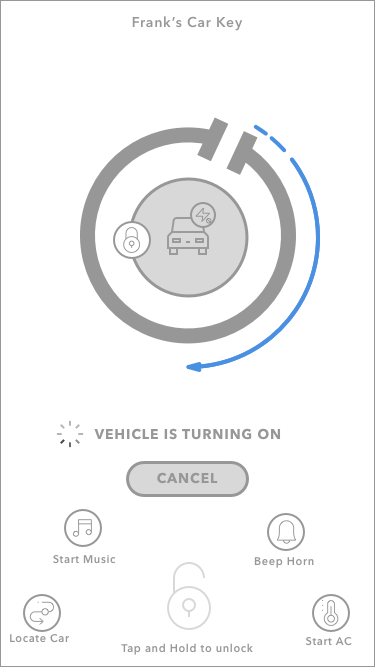 Frank's Car Key
VEHICLE IS TURNING ON
CANCEL
Start Music
Beep Horn
Locate Car
Tap and Hold to unlock
Start AC